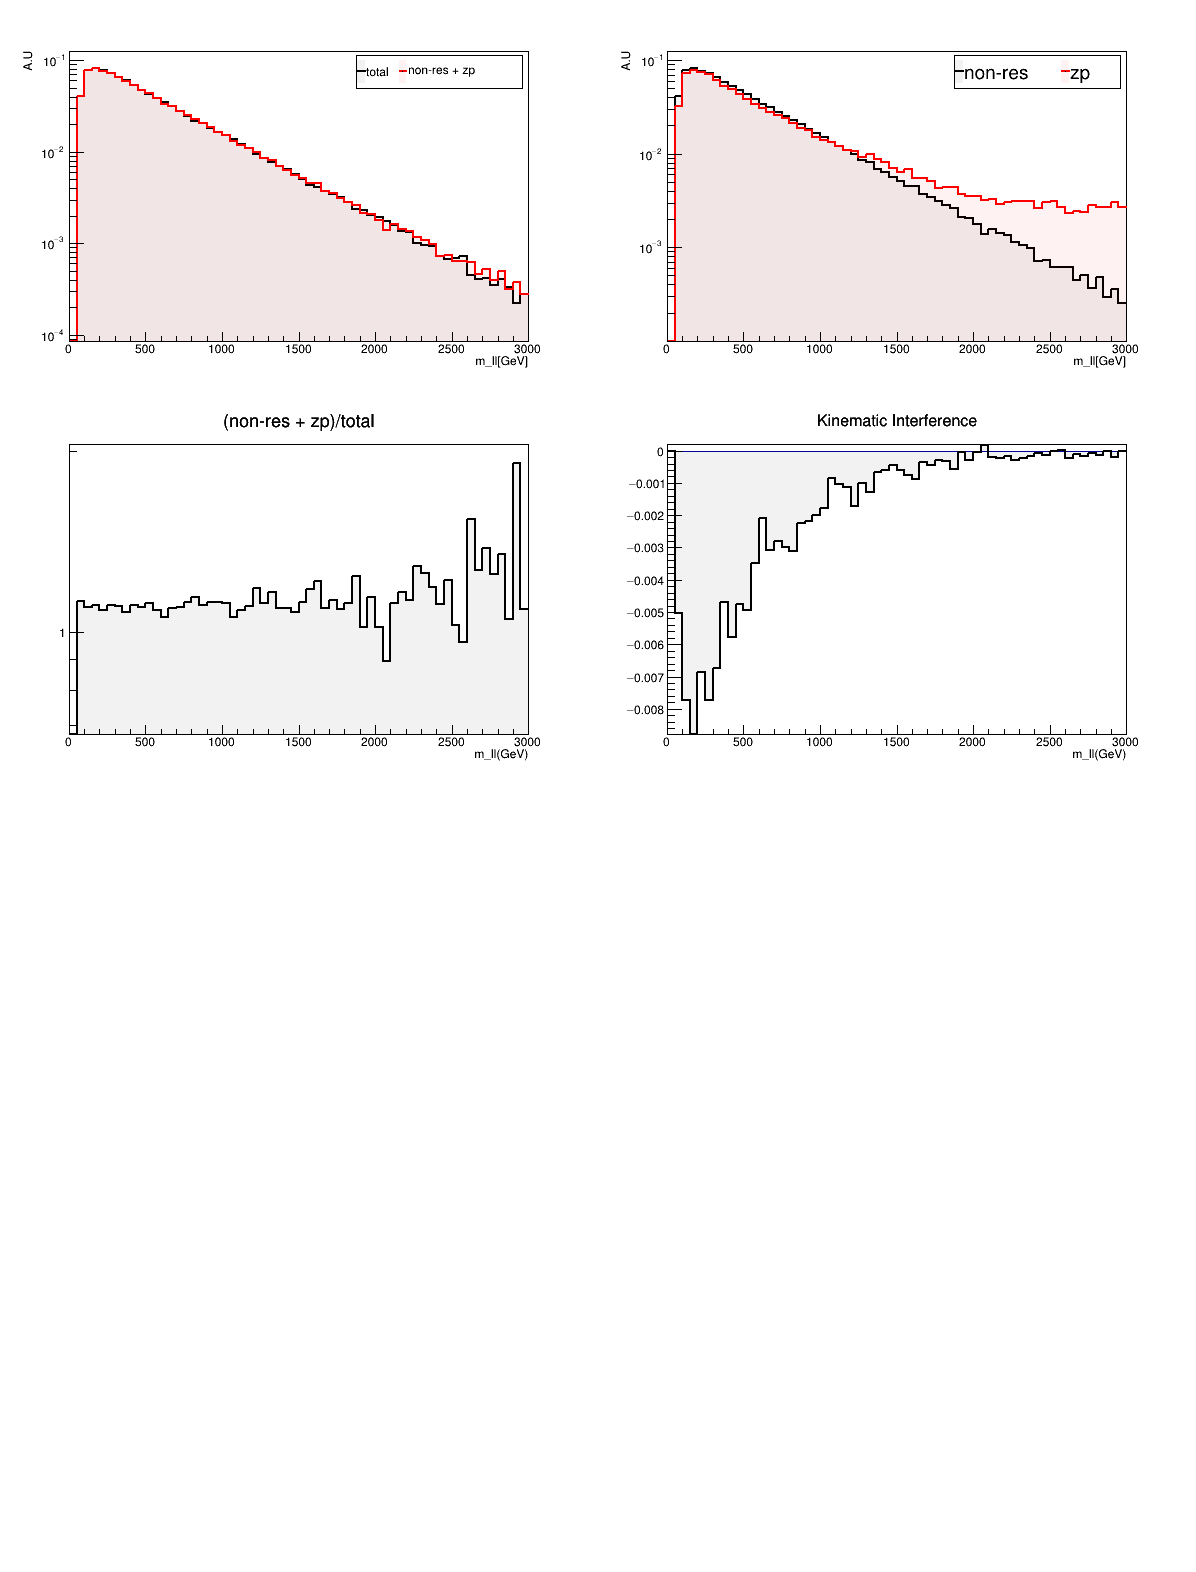 A.U
total non-res + zp
10⁻¹
10⁻²
10⁻³
10⁻⁴
0 500 1000 1500 2000 2500 3000
m_ll[GeV]
A.U
non-res zp
10⁻¹
10⁻²
10⁻³
0 500 1000 1500 2000 2500 3000
m_ll[GeV]
(non-res + zp)/total
1
0 500 1000 1500 2000 2500 3000
m_ll(GeV)
Kinematic Interference
0
−0.001
−0.002
−0.003
−0.004
−0.005
−0.006
−0.007
−0.008
0 500 1000 1500 2000 2500 3000
m_ll(GeV)